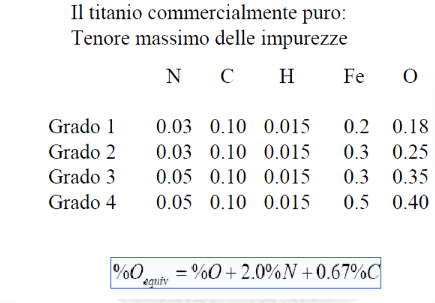 Il titanio commercialmente puro:
Tenore massimo delle impurezze
N C H Fe O
Grado 1 0.03 0.10 0.015 0.2 0.18
Grado 2 0.03 0.10 0.015 0.3 0.25
Grado 3 0.05 0.10 0.015 0.3 0.35
Grado 4 0.05 0.10 0.015 0.5 0.40
%O equiv = %O + 2.0%N + 0.67%C